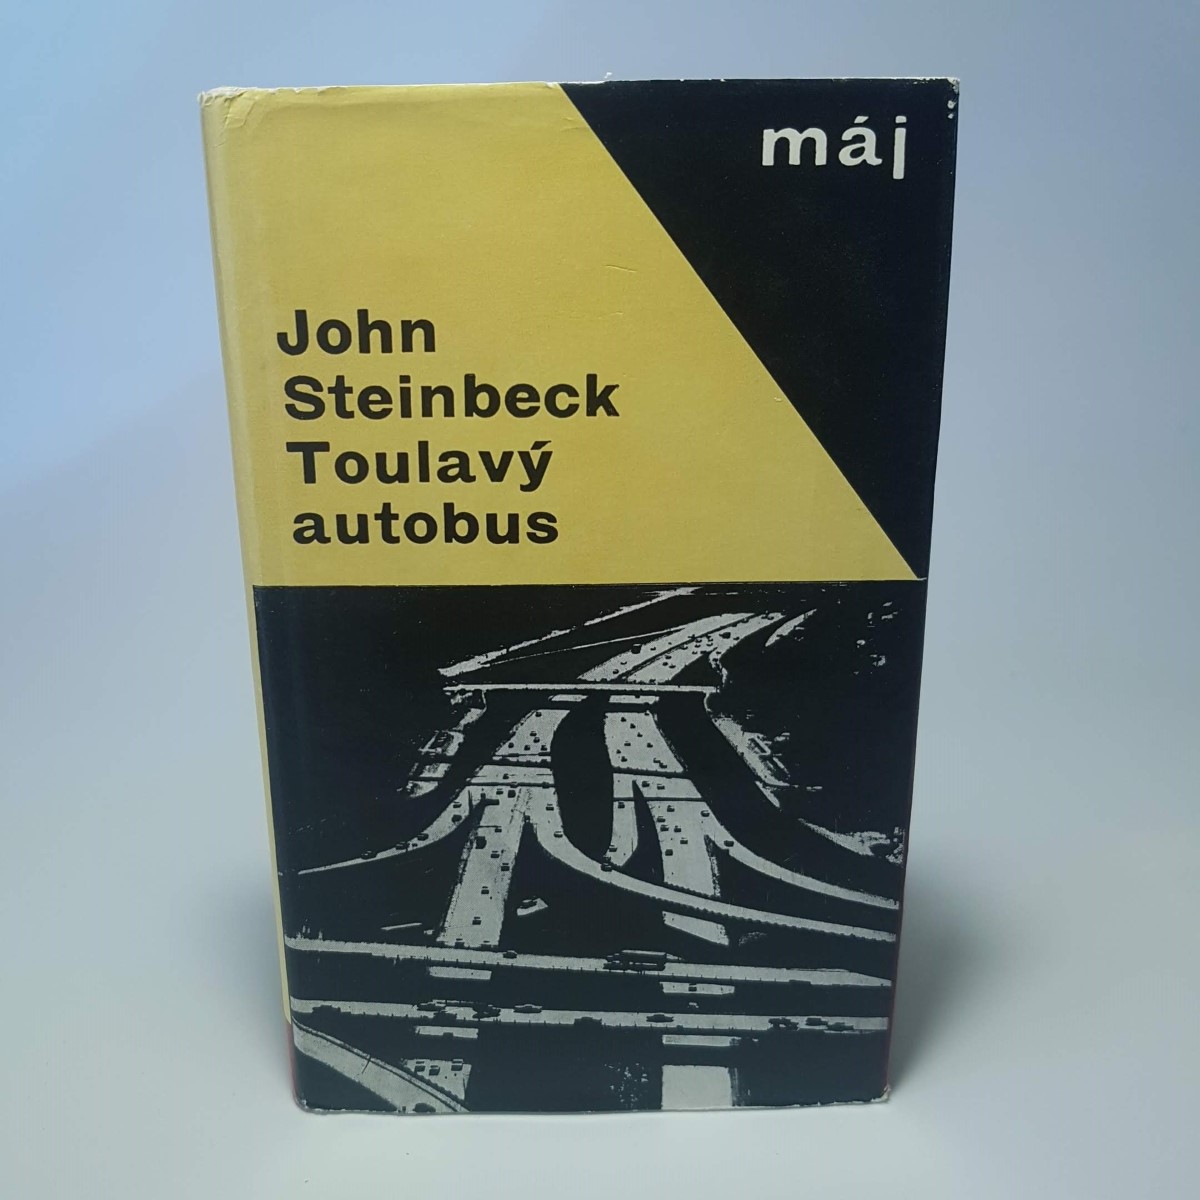 máj
John
Steinbeck
Toulavý
autobus